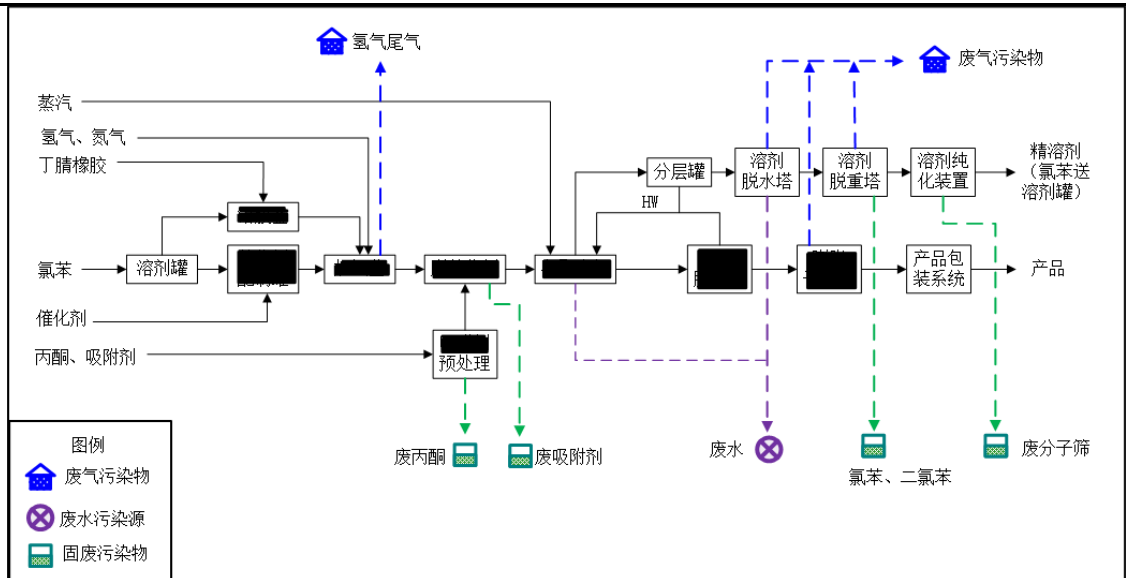 氢气尾气
废气污染物
蒸汽
氢气、氮气
丁腈橡胶
分层罐
溶剂
脱水塔
溶剂
脱重塔
溶剂纯
化装置
精溶剂
（氯苯送
溶剂罐）
HW
氯苯
溶剂罐
产品包
装系统
产品
催化剂
丙酮、吸附剂
预处理
图例
废气污染物
废水污染源
固废污染物
废丙酮
废吸附剂
废水
氯苯、二氯苯
废分子筛